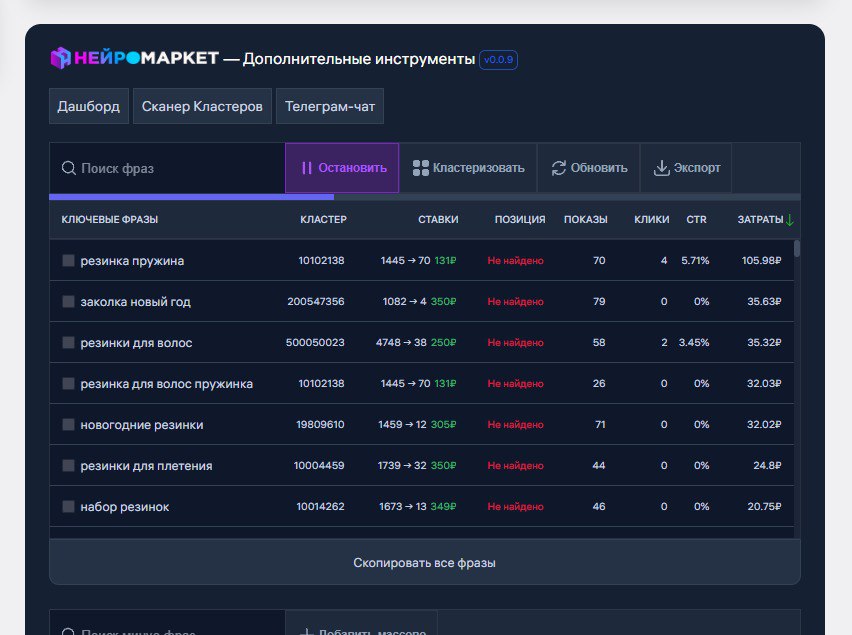 НЕЙРОМАРКЕТ — Дополнительные инструменты v0.0.9
Дашборд Сканер Кластеров Телеграм-чат
Поиск фраз Остановить Кластеризовать Обновить Экспорт
КЛЮЧЕВЫЕ ФРАЗЫ КЛАСТЕР СТАВКИ ПОЗИЦИЯ ПОКАЗЫ КЛИКИ CTR ЗАТРАТЫ ↓
резинка пружина 10102138 1445 → 70 131₽ Не найдено 70 4 5.71% 105.98₽
заколка новый год 200547356 1082 → 4 350₽ Не найдено 79 0 0% 35.63₽
резинки для волос 500050023 4748 → 38 250₽ Не найдено 58 2 3.45% 35.32₽
резинка для волос пружинка 10102138 1445 → 70 131₽ Не найдено 26 0 0% 32.03₽
новогодние резинки 19809610 1459 → 12 305₽ Не найдено 71 0 0% 32.02₽
резинки для плетения 10004459 1739 → 32 350₽ Не найдено 44 0 0% 24.8₽
набор резинок 10014262 1673 → 13 349₽ Не найдено 46 0 0% 20.75₽
Скопировать все фразы
Поиск минус фраз Добавить массово